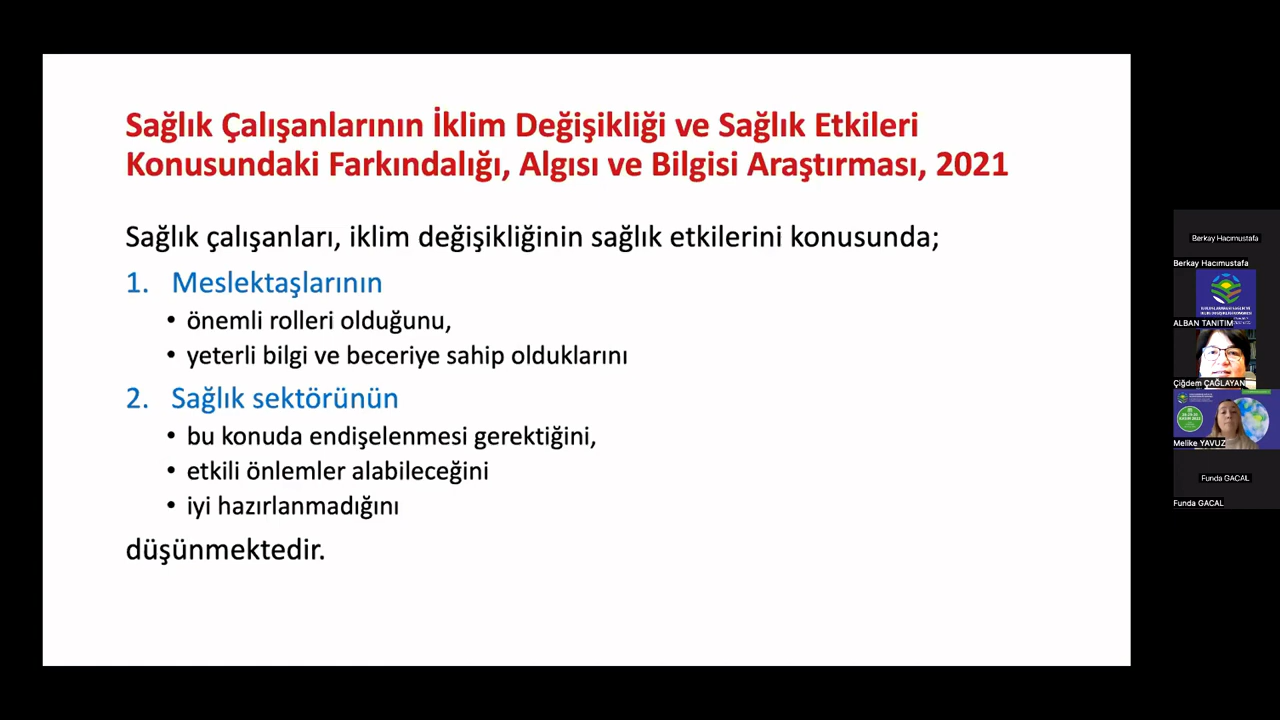 Sağlık Çalışanlarının İklim Değişikliği ve Sağlık Etkileri
Konusundaki Farkındalığı, Algısı ve Bilgisi Araştırması, 2021
Sağlık çalışanları, iklim değişikliğinin sağlık etkilerini konusunda;
1. Meslektaşlarının
• önemli rolleri olduğunu,
• yeterli bilgi ve beceriye sahip olduklarını
2. Sağlık sektörünün
• bu konuda endişelenmesi gerektiğini,
• etkili önlemler alabileceğini
• iyi hazırlanmadığını
düşünmektedir.
Berkay Hacımustafa
Berkay Hacımustafa
ALBAN TANITIM
Çiğdem ÇAĞLAYAN
Melike YAVUZ
Funda GACAL
Funda GACAL